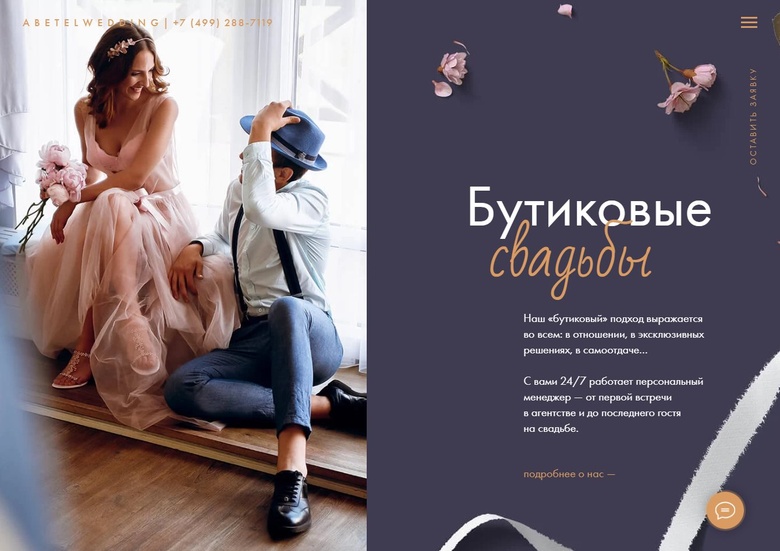 ABETELWEDDING | +7 (499) 288-7119
ОСТАВИТЬ ЗАЯВКУ
Бутиковые
свадьбы
Наш «бутиковый» подход выражается
во всем: в отношении, в эксклюзивных
решениях, в самоотдаче...
С вами 24/7 работает персональный
менеджер — от первой встречи
в агентстве и до последнего гостя
на свадьбе.
подробнее о нас —